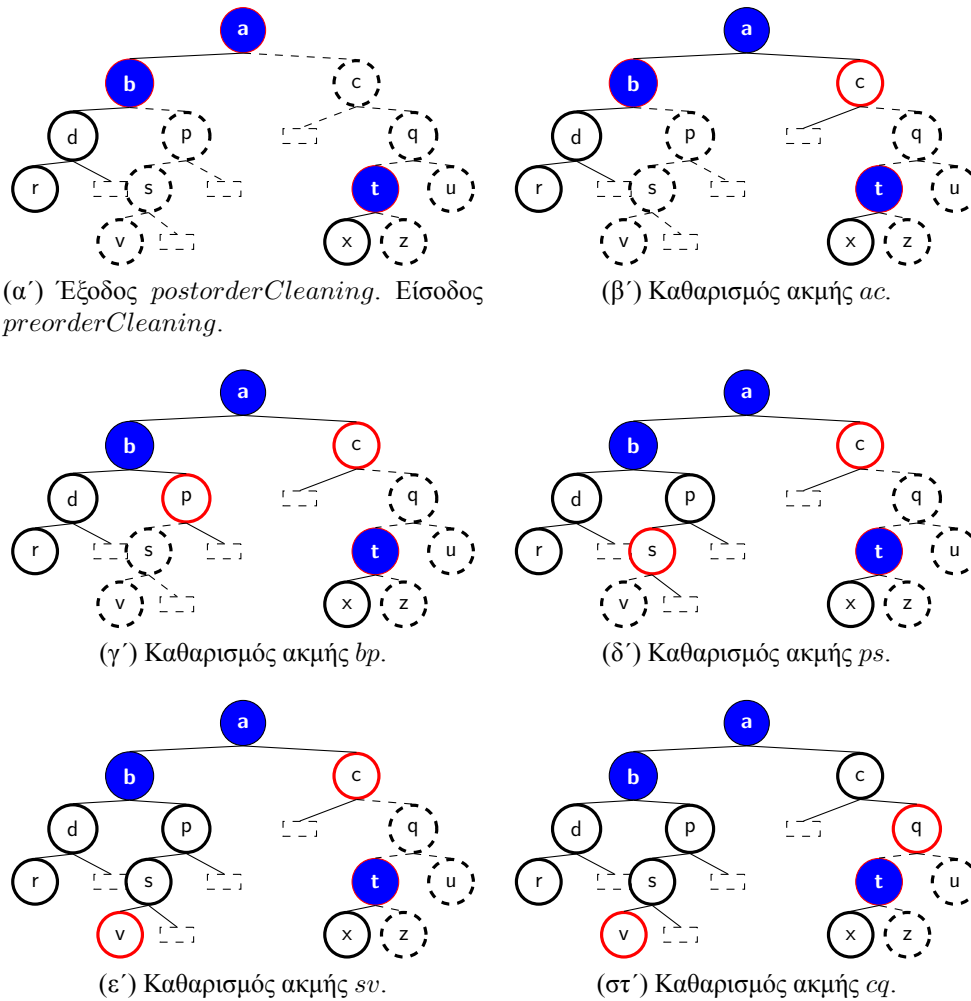 a
a
b
c
b
c
d
p
q
d
p
q
r
s
t
u
r
s
t
u
v
x
z
v
x
z
(α΄) Έξοδος postorderCleaning. Είσοδος
preorderCleaning.
(β΄) Καθαρισμός ακμής ac.
a
a
b
c
b
c
d
p
q
d
p
q
r
s
t
u
r
s
t
u
v
x
z
v
x
z
(γ΄) Καθαρισμός ακμής bp.
(δ΄) Καθαρισμός ακμής ps.
a
a
b
c
b
c
d
p
q
d
p
q
r
s
t
u
r
s
t
u
v
x
z
v
x
z
(ε΄) Καθαρισμός ακμής sv.
(στ΄) Καθαρισμός ακμής cq.